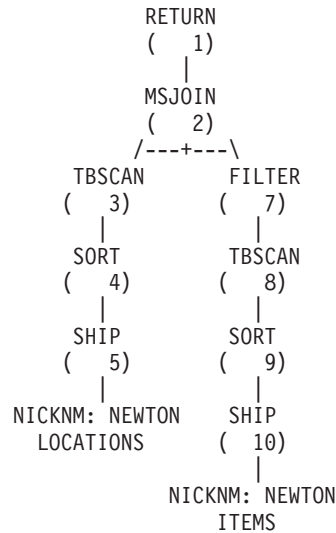 RETURN
( 1)
|
MSJOIN
( 2)
/---+---\
TBSCAN FILTER
( 3) ( 7)
| |
SORT TBSCAN
( 4) ( 8)
| |
SHIP SORT
( 5) ( 9)
| |
NICKNM: NEWTON SHIP
LOCATIONS ( 10)
|
NICKNM: NEWTON
ITEMS